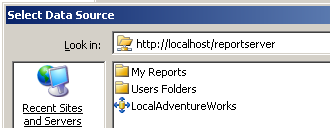 Select Data Source
Look in:
http://localhost/reportserver
My Reports
Users Folders
LocalAdventureWorks
Recent Sites
and Servers